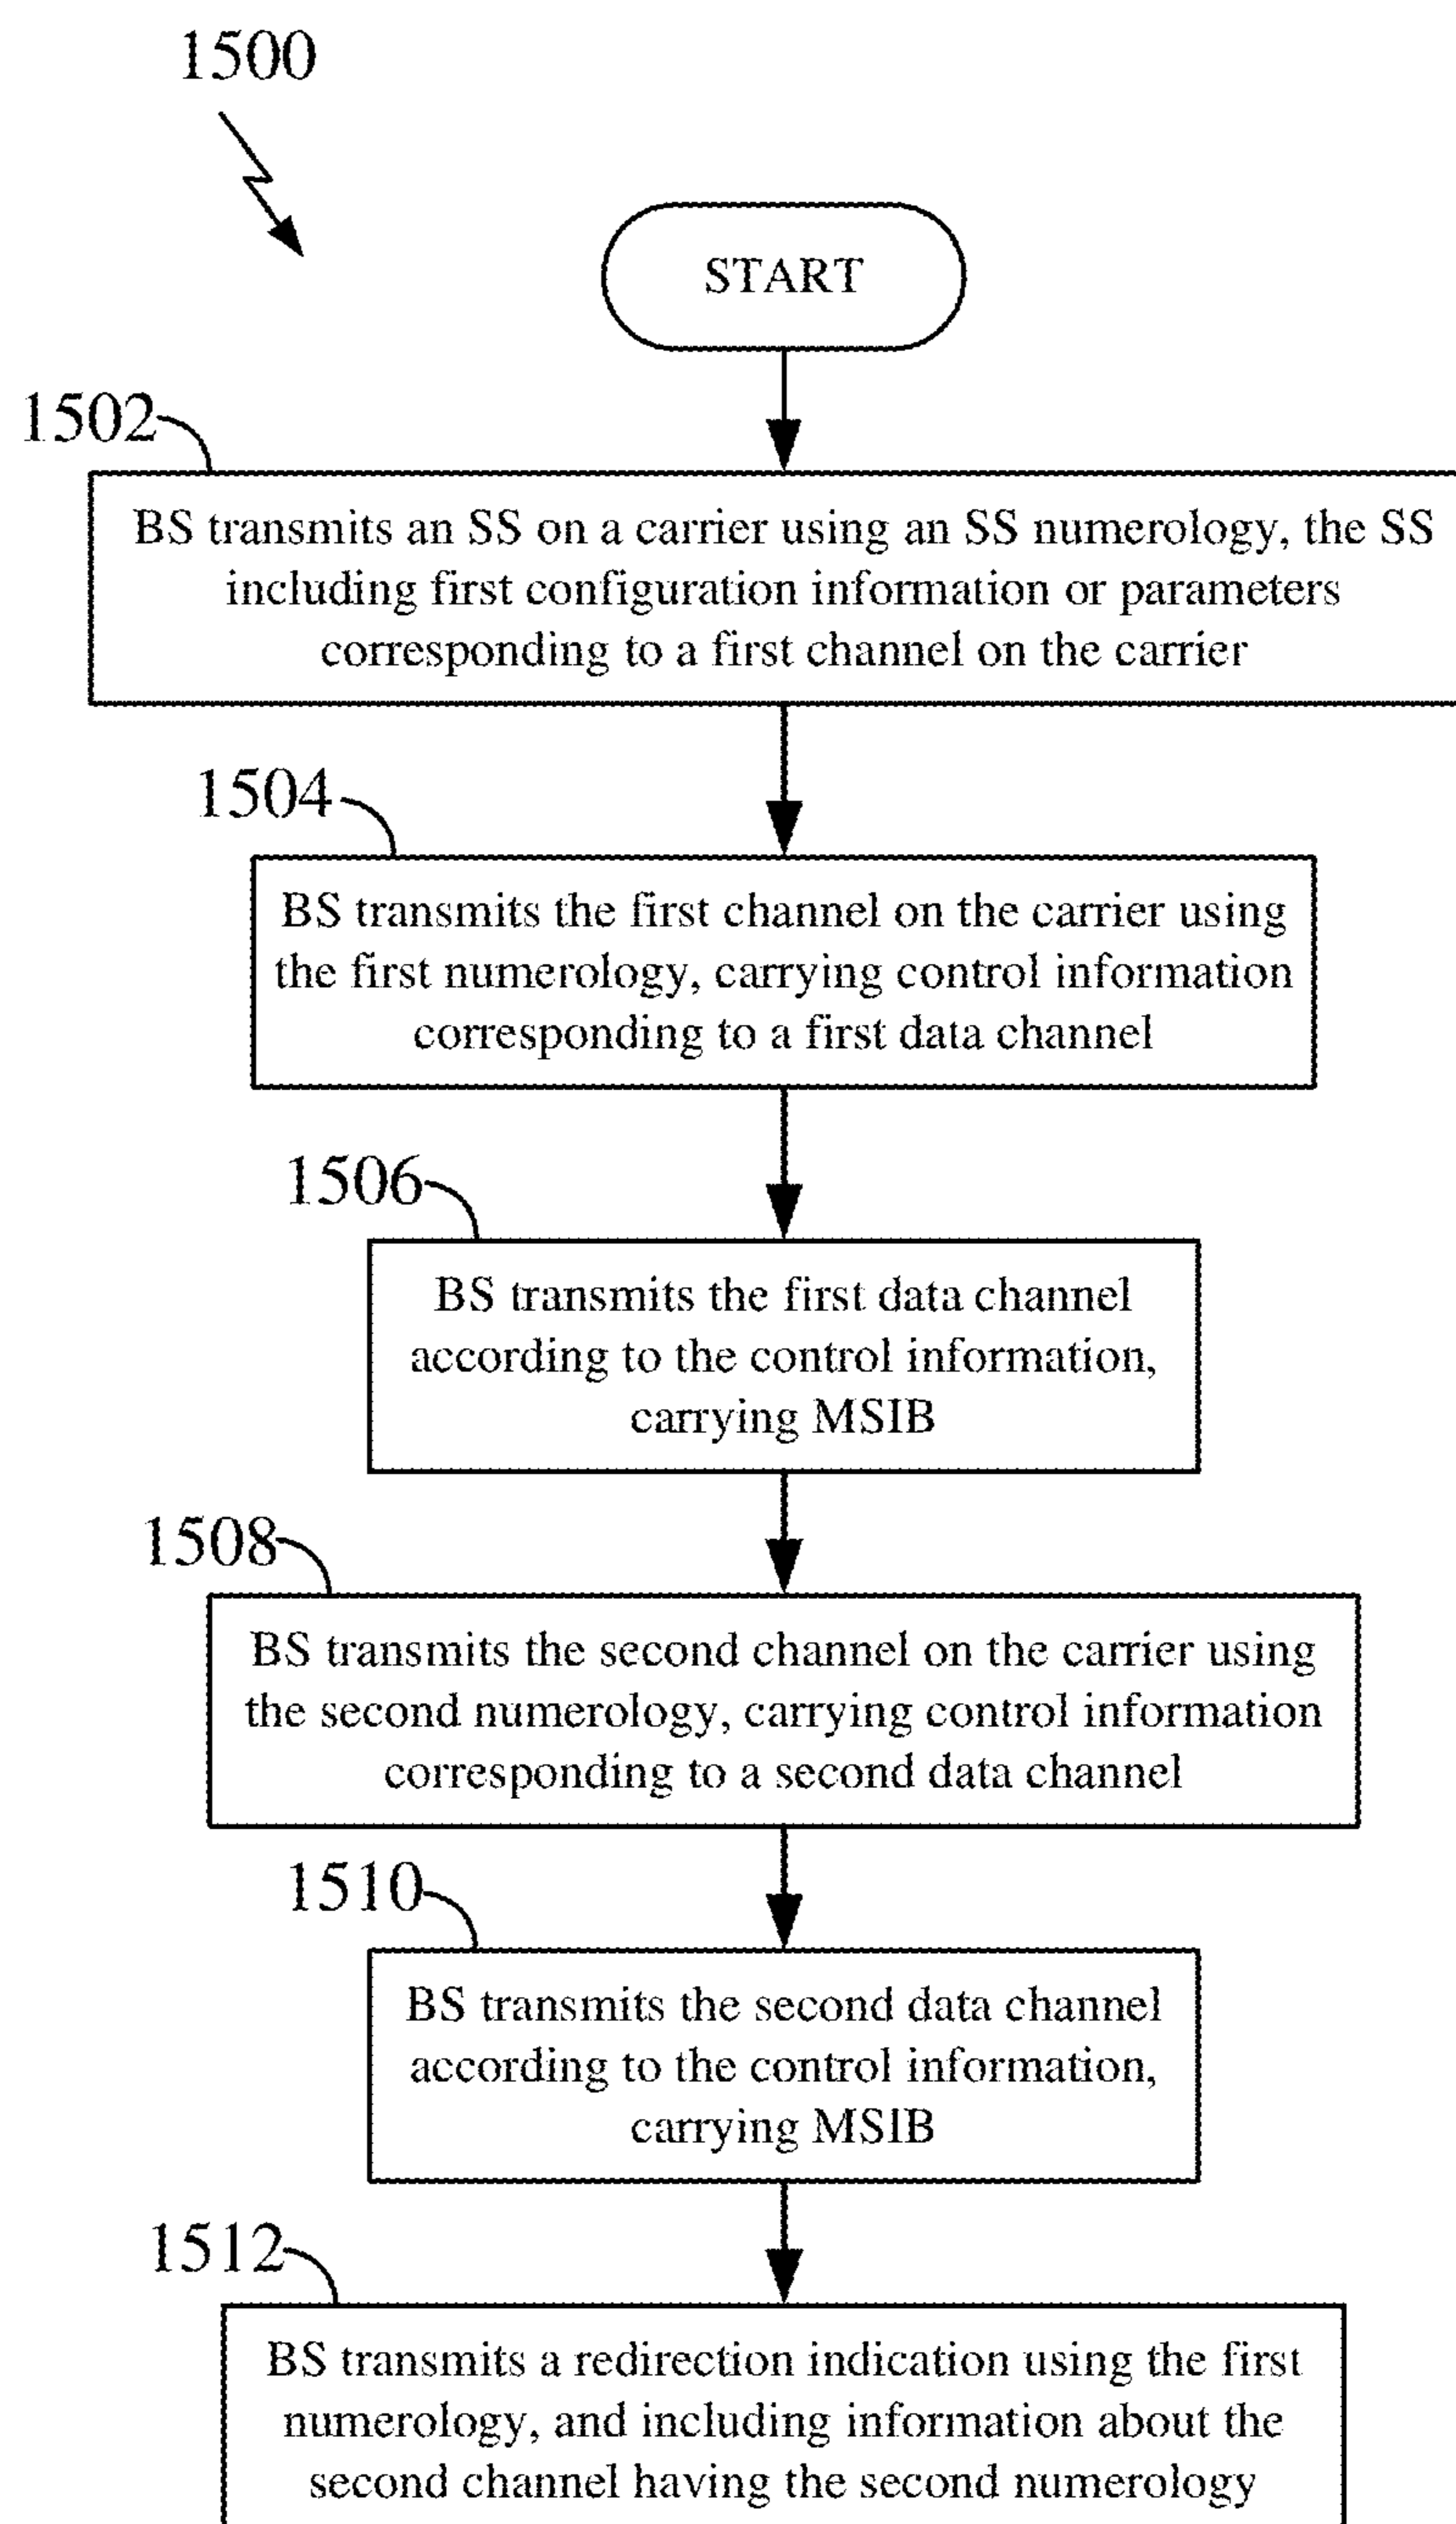 1500
START
1502
BS transmits an SS on a carrier using an SS numerology, the SS
including first configuration information or parameters
corresponding to a first channel on the carrier
1504
BS transmits the first channel on the carrier using
the first numerology, carrying control information
corresponding to a first data channel
1506
BS transmits the first data channel
according to the control information,
carrying MSIB
1508
BS transmits the second channel on the carrier using
the second numerology, carrying control information
corresponding to a second data channel
1510
BS transmits the second data channel
according to the control information,
carrying MSIB
1512
BS transmits a redirection indication using the first
numerology, and including information about the
second channel having the second numerology